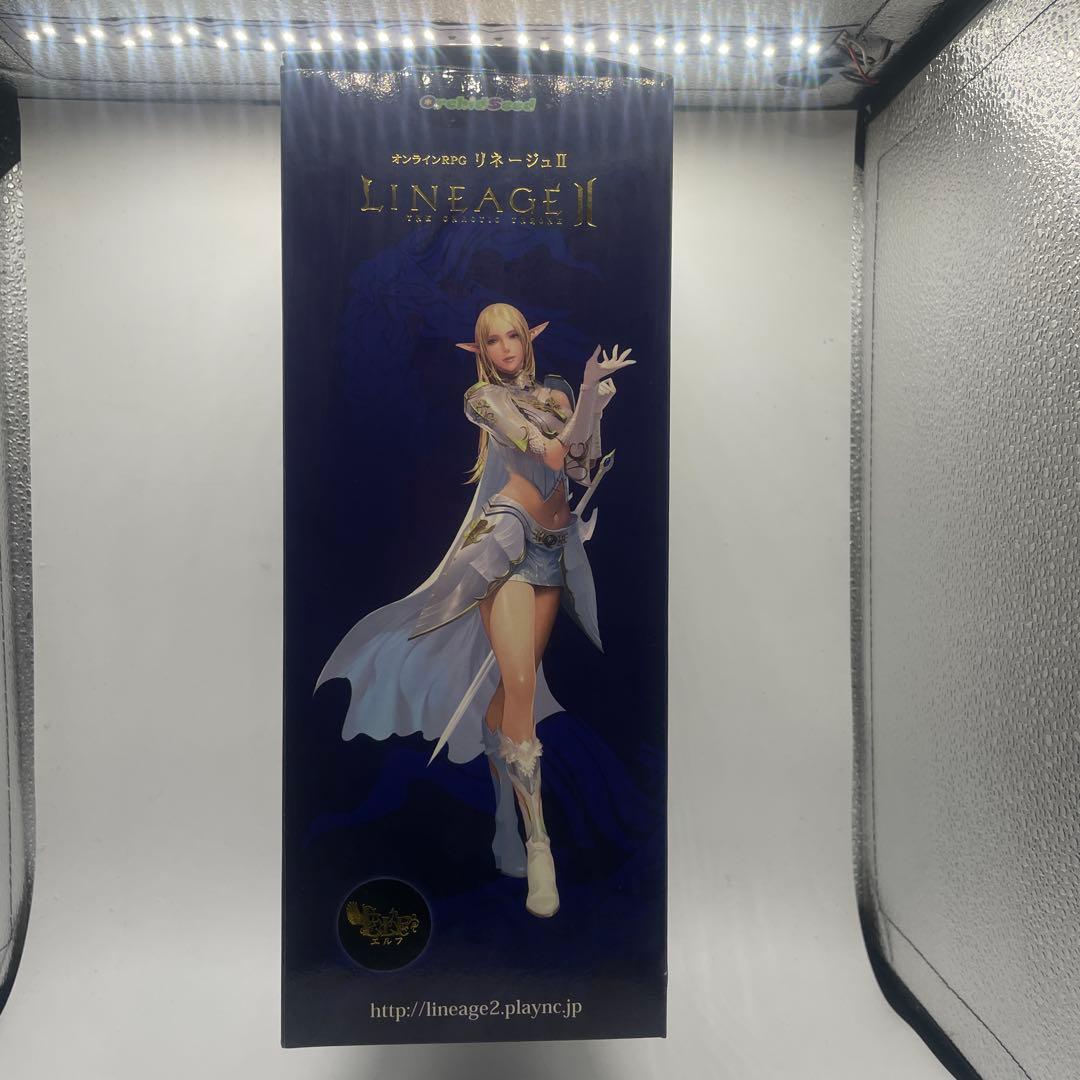 OrchidSeed
オンラインRPG リネージュⅡ
LINEAGE II
THE CHAOTIC THRONE
ELF
エルフ
http://lineage2.plaync.jp